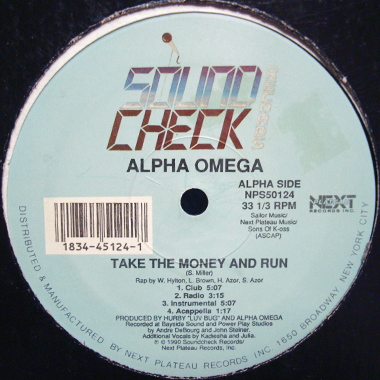 SOUND
CHECK
ALPHA OMEGA
ALPHA SIDE
NPS50124
33 1/3 RPM
NEXT
RECORDS INC.
Sailor Music/
Next Plateau Music/
Sons Of K-oss
(ASCAP)
1834-45124-1
TAKE THE MONEY AND RUN
(S. Miller)
Rap by W. Hylton, L. Brown, H. Azor, S. Azor
1. Club 5:07
2. Radio 3:15
3. Instrumental 5:07
4. Acappella 1:17
PRODUCED BY HURBY "LUV BUG" AND ALPHA OMEGA
Recorded at Bayside Sound and Power Play Studios
by Andre DeBourg and John Steiner.
Additional Vocals by Kadiesha and Julie.
℗ © 1990 Soundcheck Records/
Next Plateau Records, Inc.
DISTRIBUTED & MANUFACTURED BY NEXT PLATEAU RECORDS INC 1650 BROADWAY NEW YORK CITY